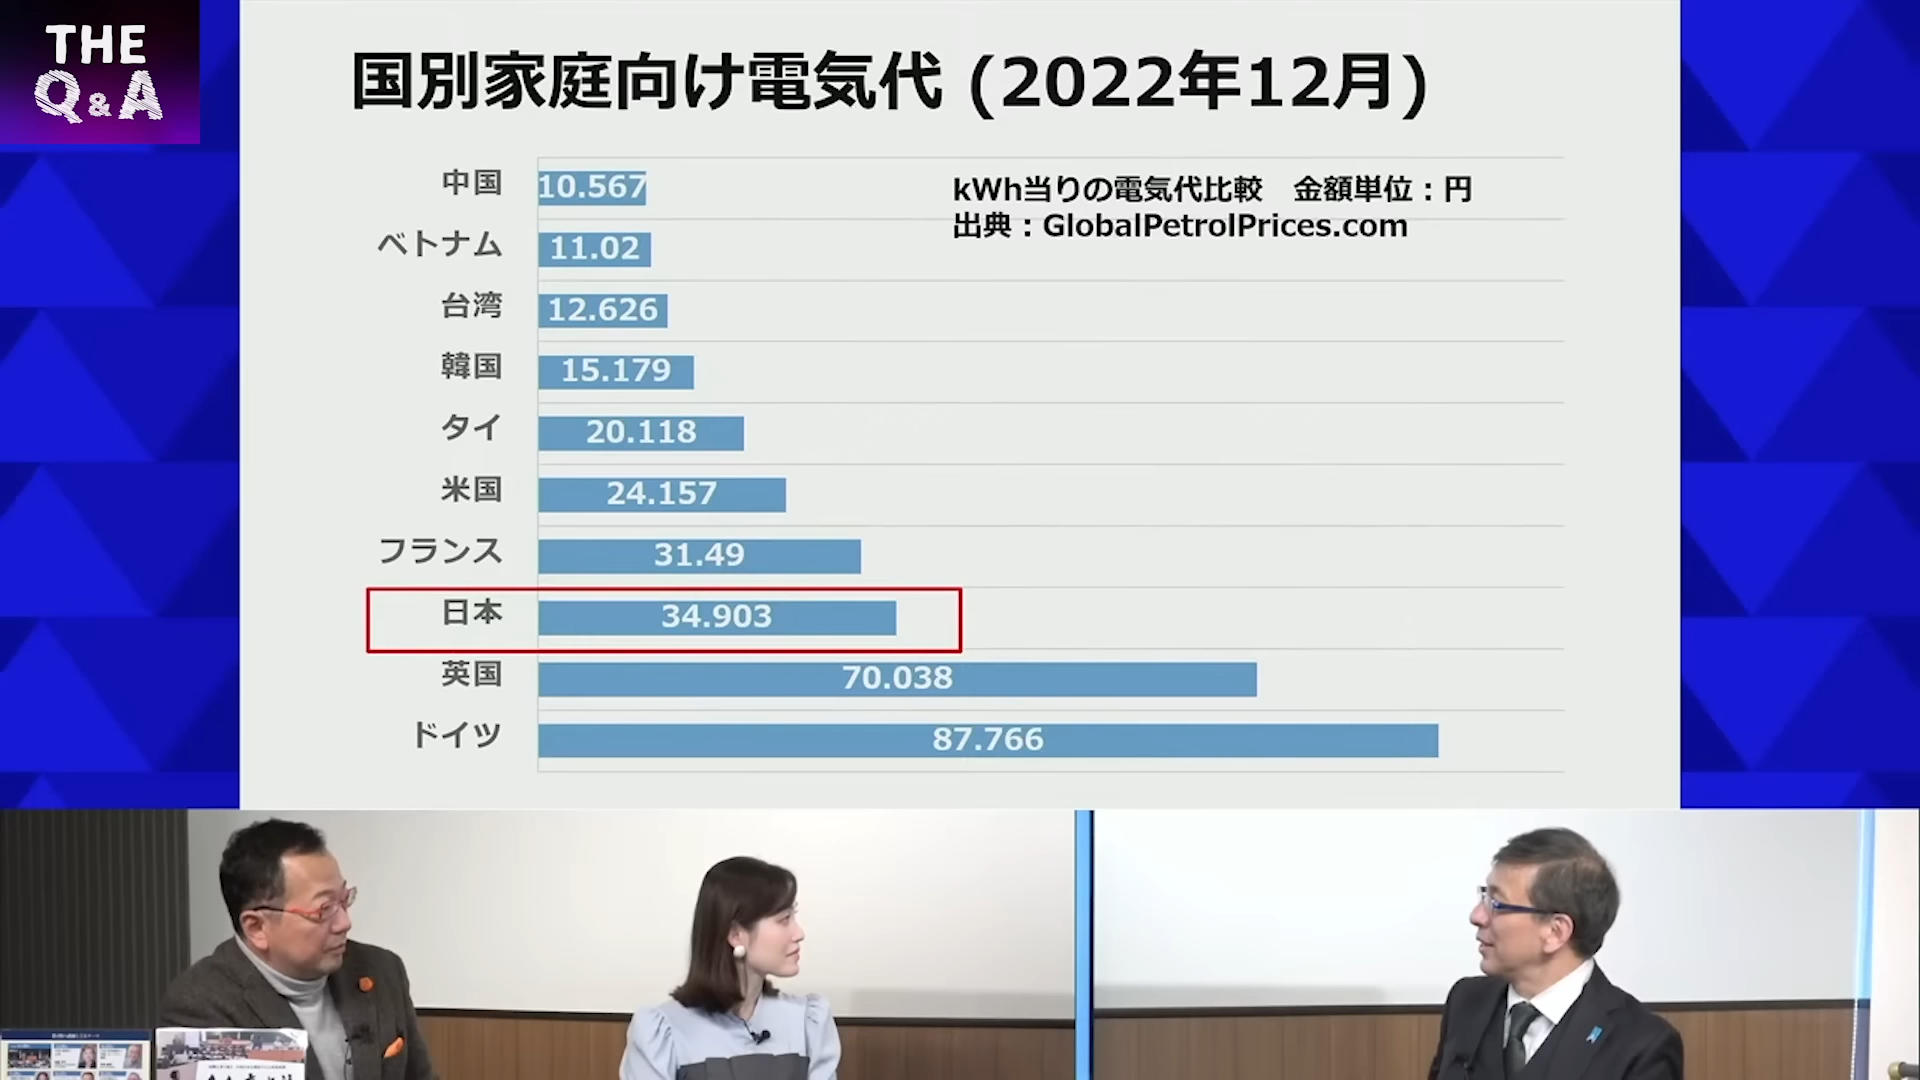 THE
Q&A
国別家庭向け電気代 (2022年12月)
kWh当りの電気代比較　金額単位：円
出典：GlobalPetrolPrices.com
中国 10.567
ベトナム 11.02
台湾 12.626
韓国 15.179
タイ 20.118
米国 24.157
フランス 31.49
日本 34.903
英国 70.038
ドイツ 87.766